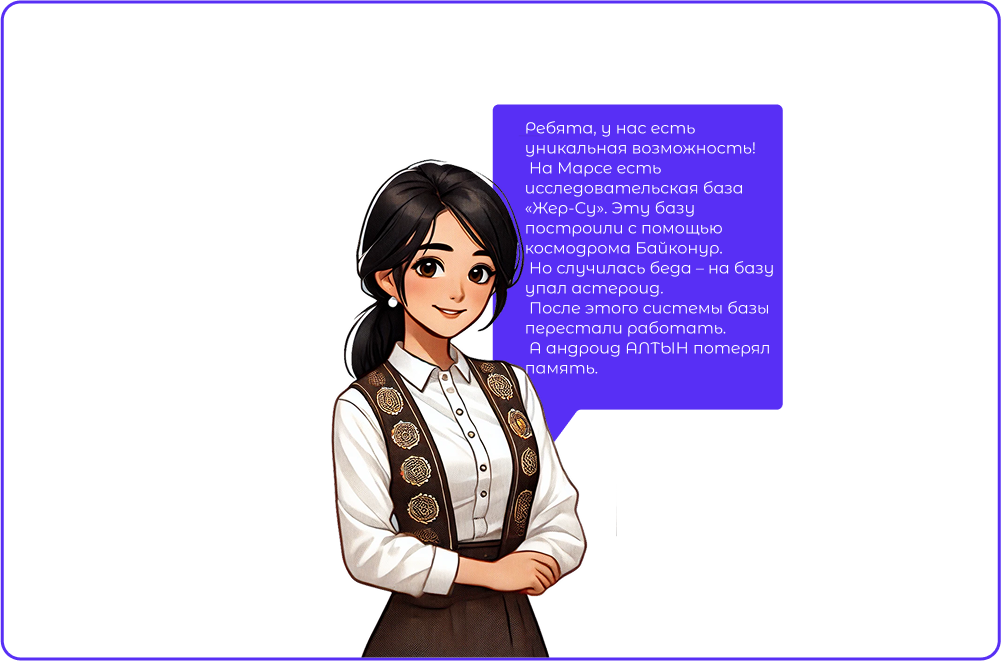 Ребята, у нас есть
уникальная возможность!
На Марсе есть
исследовательская база
«Жер-Су». Эту базу
построили с помощью
космодрома Байконур.
Но случилась беда – на базу
упал астероид.
После этого системы базы
перестали работать.
А андроид АЛТЫН потерял
память.